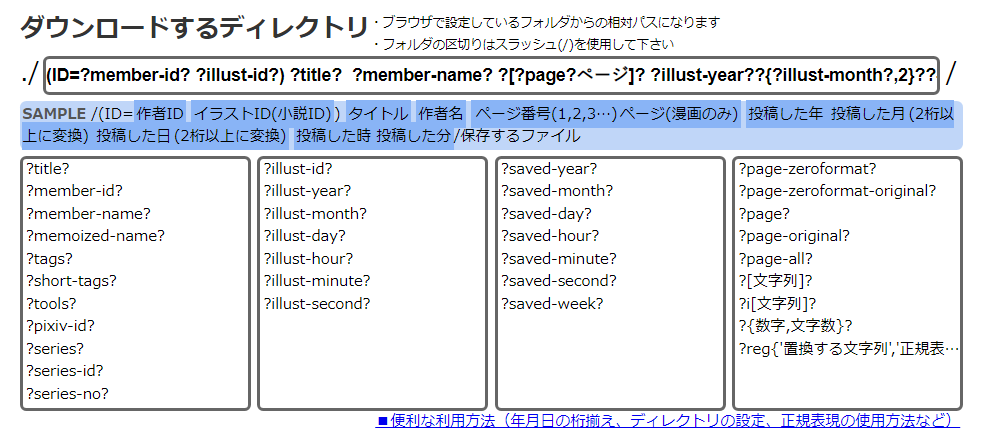 ダウンロードするディレクトリ
・ブラウザで設定しているフォルダからの相対パスになります
・フォルダの区切りはスラッシュ(/)を使用して下さい
./ (ID=?member-id? ?illust-id?) ?title?  ?member-name? ?[?page?ページ]? ?illust-year??{?illust-month?,2}?? /
SAMPLE /(ID= 作者ID イラストID(小説ID) ) タイトル 作者名 ページ番号(1,2,3…)ページ(漫画のみ) 投稿した年 投稿した月(2桁以
上に変換) 投稿した日(2桁以上に変換) 投稿した時 投稿した分 /保存するファイル
?title?
?member-id?
?member-name?
?memoized-name?
?tags?
?short-tags?
?tools?
?pixiv-id?
?series?
?series-id?
?series-no?
?illust-id?
?illust-year?
?illust-month?
?illust-day?
?illust-hour?
?illust-minute?
?illust-second?
?saved-year?
?saved-month?
?saved-day?
?saved-hour?
?saved-minute?
?saved-second?
?saved-week?
?page-zeroformat?
?page-zeroformat-original?
?page?
?page-original?
?page-all?
?[文字列]?
?i[文字列]?
?{数字,文字数}?
?reg{'置換する文字列','正規表…
■便利な利用方法（年月日の桁揃え、ディレクトリの設定、正規表現の使用方法など）